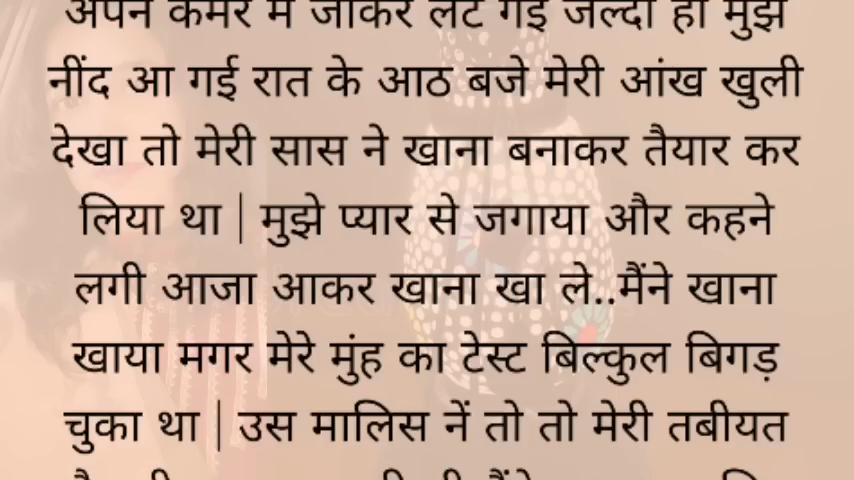 अपने कमरे में जाकर लेट गई जल्दी ही मुझे
नींद आ गई रात के आठ बजे मेरी आंख खुली
देखा तो मेरी सास ने खाना बनाकर तैयार कर
लिया था | मुझे प्यार से जगाया और कहने
लगी आजा आकर खाना खा ले..मैंने खाना
खाया मगर मेरे मुंह का टेस्ट बिल्कुल बिगड़
चुका था | उस मालिस नें तो तो मेरी तबीयत